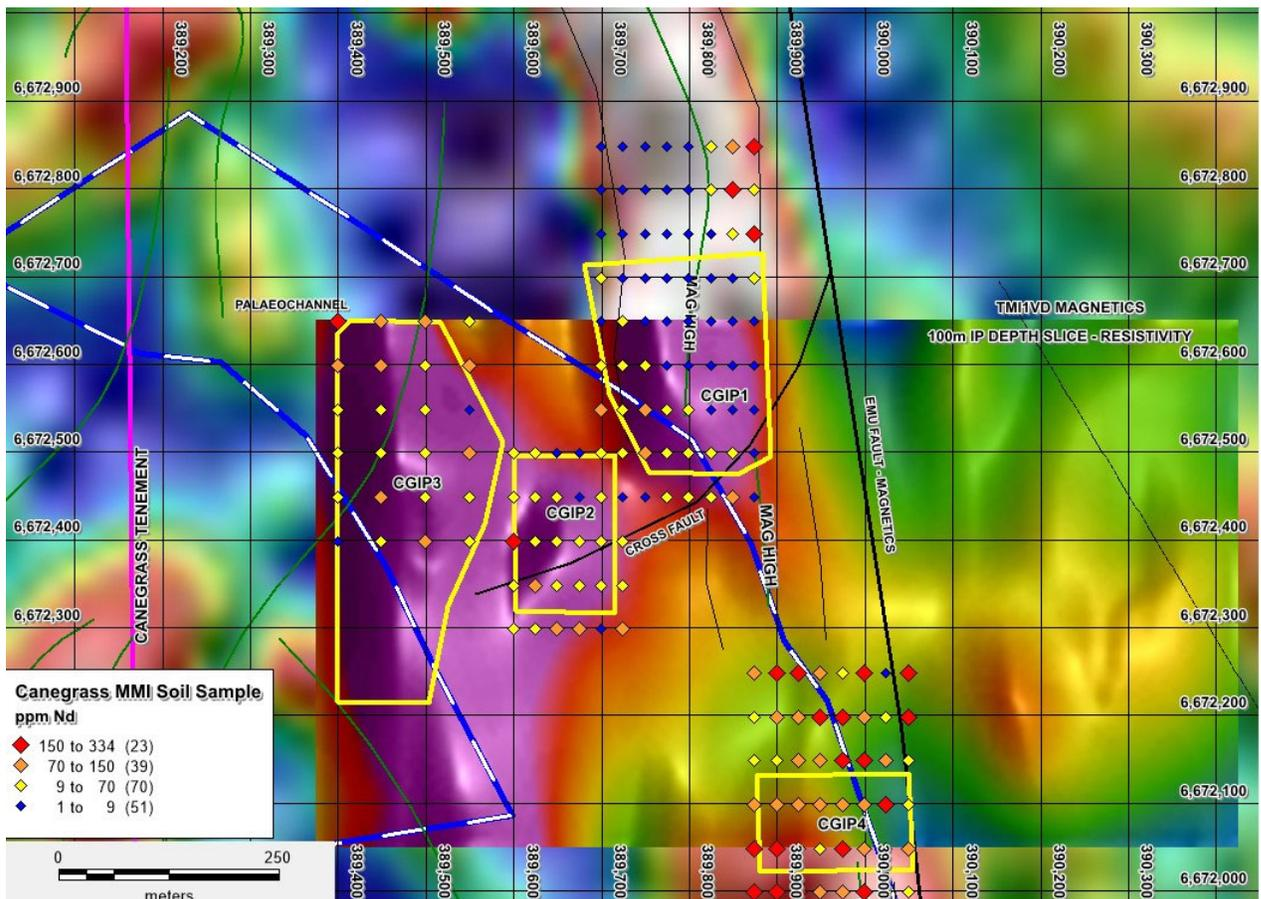 389,200
389,300
389,400
389,500
389,600
389,700
389,800
389,900
390,000
390,100
390,200
390,300
6,672,900
6,672,900
6,672,800
6,672,800
6,672,700
6,672,700
PALAEOCHANNEL
MAG HIGH
TMI1VD MAGNETICS
100m IP DEPTH SLICE - RESISTIVITY
6,672,600
6,672,600
CGIP1
6,672,500
6,672,500
CANEGRASS TENEMENT
CGIP3
CGIP2
EMU FAULT - MAGNETICS
CROSS FAULT
MAG HIGH
6,672,400
6,672,400
6,672,300
6,672,300
Canegrass MMI Soil Sample
ppm Nd
150 to 334 (23)
70 to 150 (39)
9 to 70 (70)
1 to 9 (51)
6,672,200
6,672,100
CGIP4
0 250
meters
389,400
389,500
389,600
389,700
389,800
389,900
390,000
390,100
390,200
390,300
6,672,000